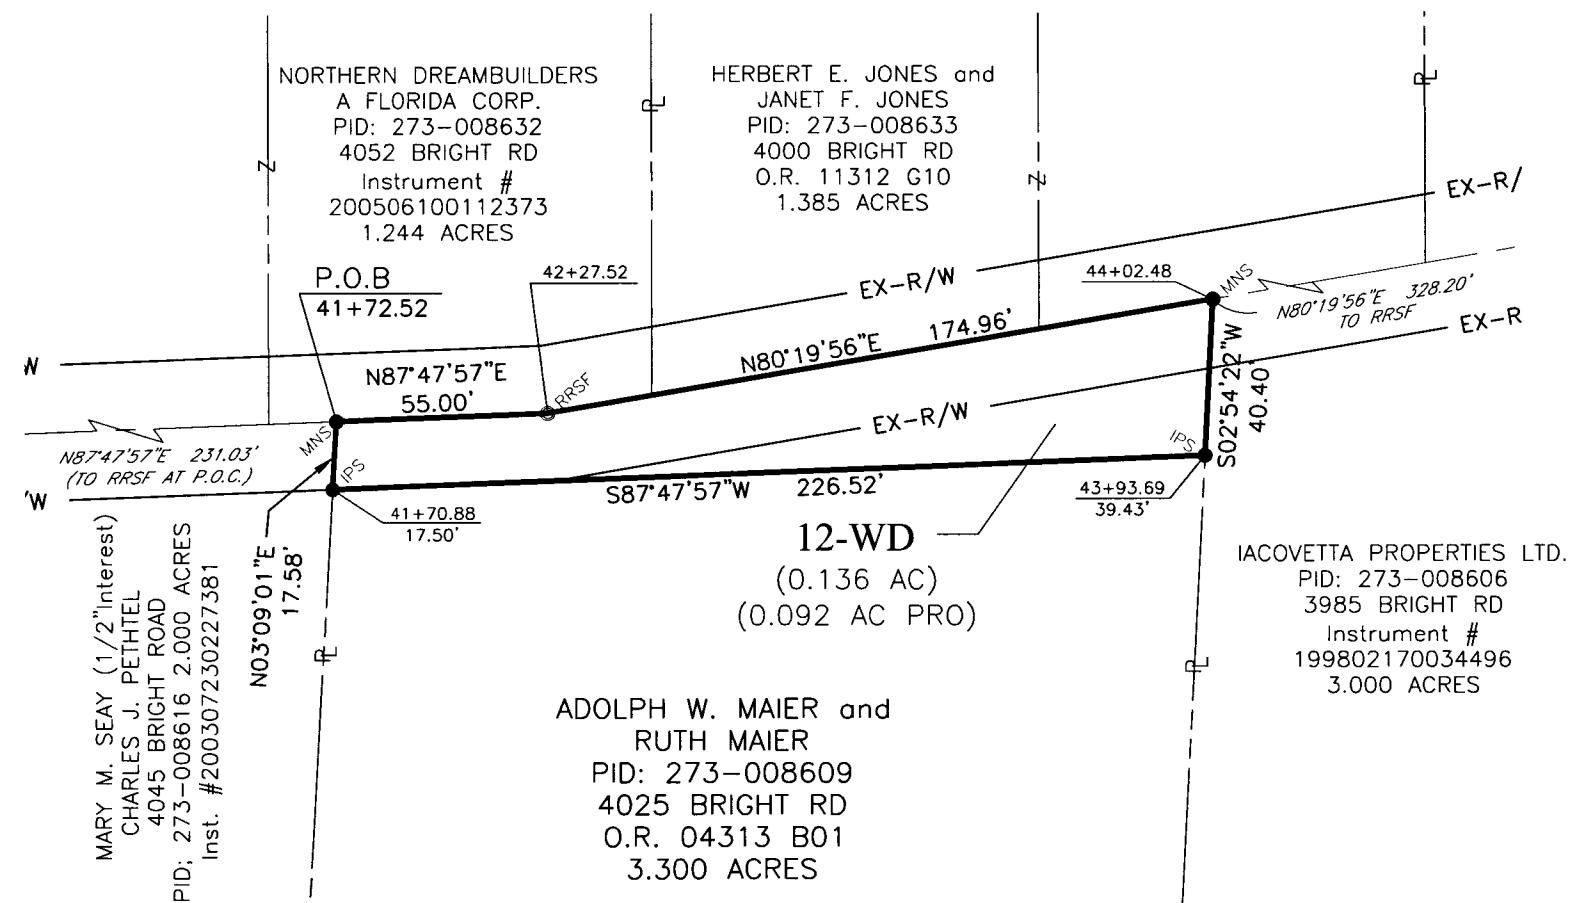 NORTHERN DREAMBUILDERS
A FLORIDA CORP.
PID: 273-008632
4052 BRIGHT RD
Instrument #
200506100112373
1.244 ACRES
HERBERT E. JONES and
JANET F. JONES
PID: 273-008633
4000 BRIGHT RD
O.R. 11312 G10
1.385 ACRES
PL
PL
Z
Z
EX-R/
P.O.B
41+72.52
42+27.52
EX-R/W
44+02.48
MNS
N80°19'56"E 328.20'
TO RRSF
EX-R
W
N87°47'57"E
55.00'
RRSF
N80°19'56"E 174.96'
S02°54'22"W
40.40'
EX-R/W
MNS
IPS
IPS
N87°47'57"E 231.03'
(TO RRSF AT P.O.C.)
'W
S87°47'57"W 226.52'
41+70.88
17.50'
43+93.69
39.43'
N03°09'01"E
17.58'
12-WD
(0.136 AC)
(0.092 AC PRO)
MARY M. SEAY (1/2"Interest)
CHARLES J. PETHTEL
4045 BRIGHT ROAD
PID; 273-008616 2.000 ACRES
Inst. #200307230227381
PL
PL
IACOVETTA PROPERTIES LTD.
PID: 273-008606
3985 BRIGHT RD
Instrument #
199802170034496
3.000 ACRES
ADOLPH W. MAIER and
RUTH MAIER
PID: 273-008609
4025 BRIGHT RD
O.R. 04313 B01
3.300 ACRES